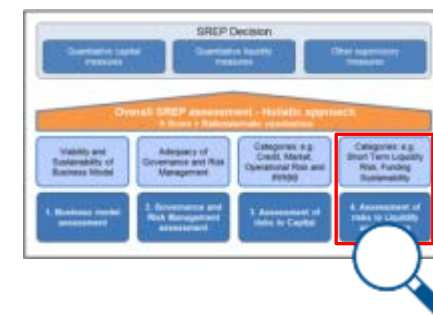 SREP Decision
Quantitative capital
measures
Quantitative liquidity
measures
Other supervisory
measures
Overall SREP assessment - Holistic approach
Viability and
Sustainability of
Business Model
Adequacy of
Governance and Risk
Management
Categories: e.g.
Credit, Market,
Operational Risk and
IRRBB
Categories: e.g.
Short Term Liquidity
Risk, Funding
Sustainability
1. Business model
assessment
2. Governance and
Risk Management
assessment
3. Assessment of
risks to Capital
4. Assessment of
risks to Liquidity